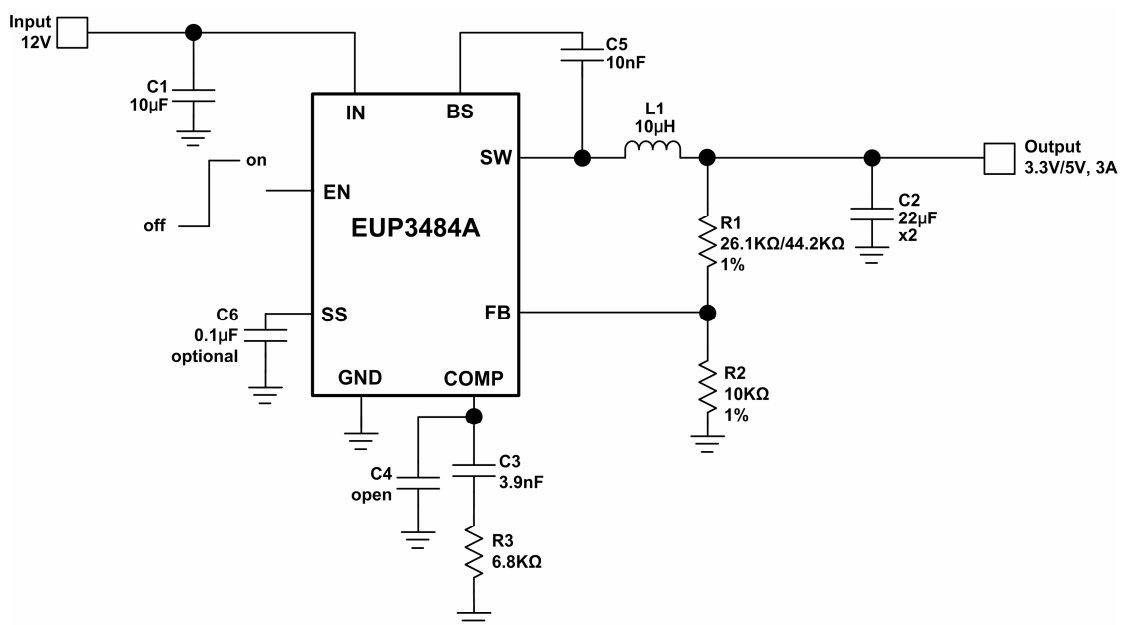 Input
12V
C1
10µF
IN
BS
C5
10nF
L1
10µH
SW
Output
3.3V/5V, 3A
on
off
EN
EUP3484A
C2
22µF
x2
R1
26.1KΩ/44.2KΩ
1%
C6
0.1µF
optional
SS
FB
GND
COMP
R2
10KΩ
1%
C4
open
C3
3.9nF
R3
6.8KΩ